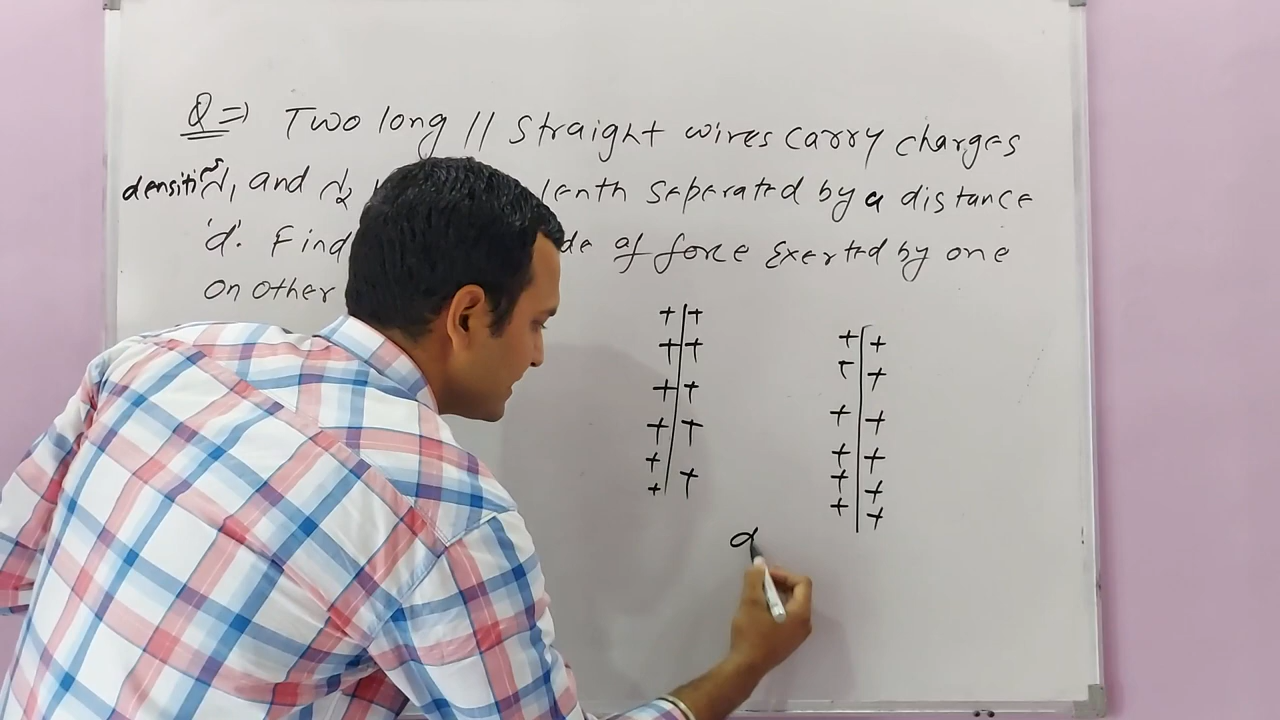 Q ⇒ Two long // straight wires carry charges
densities λ1 and λ2 lenth seperated by a distance
'd'. Find of force exerted by one
on other
+ +
+ + + +
+ + + +
+ + + +
+ + + +
+ + + +
+ + +
d